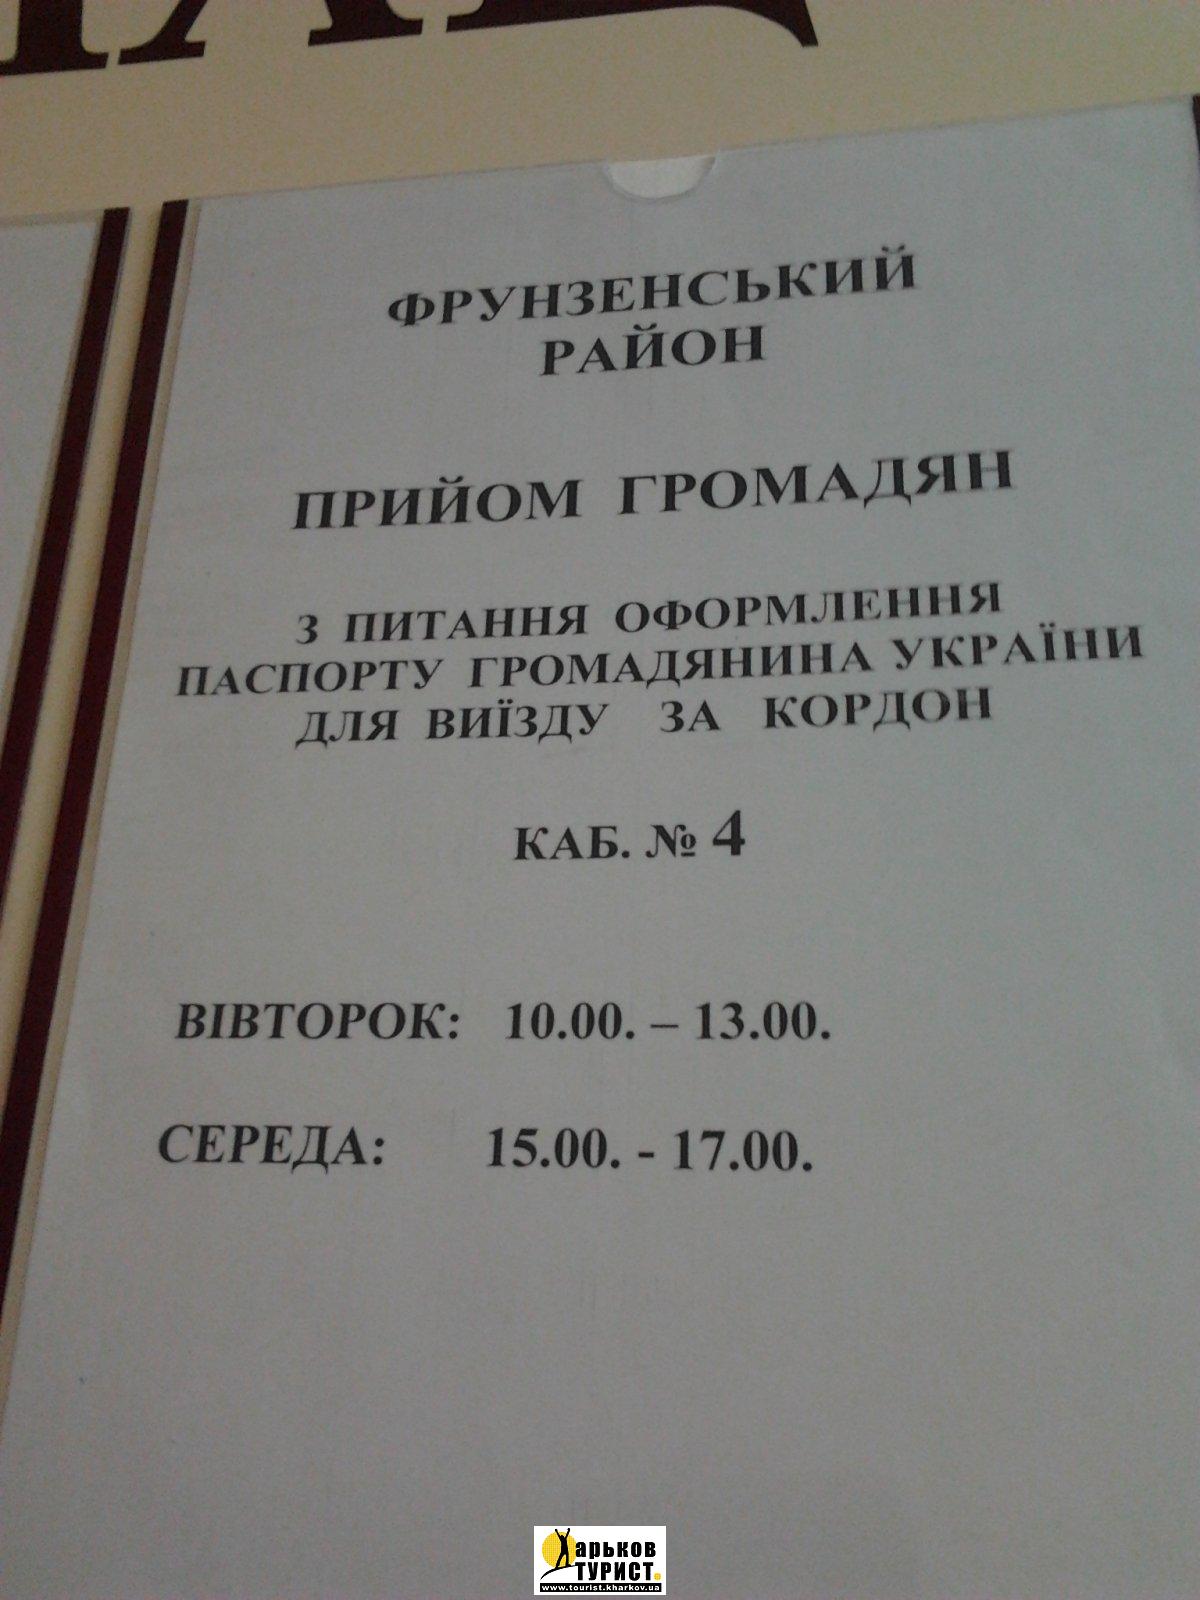 ФРУНЗЕНСЬКИЙ
РАЙОН
ПРИЙОМ ГРОМАДЯН
З ПИТАННЯ ОФОРМЛЕННЯ
ПАСПОРТУ ГРОМАДЯНИНА УКРАЇНИ
ДЛЯ ВИЇЗДУ ЗА КОРДОН
КАБ. № 4
ВІВТОРОК: 10.00. – 13.00.
СЕРЕДА: 15.00. - 17.00.
Харьков
ТУРИСТ.
www.tourist.kharkov.ua